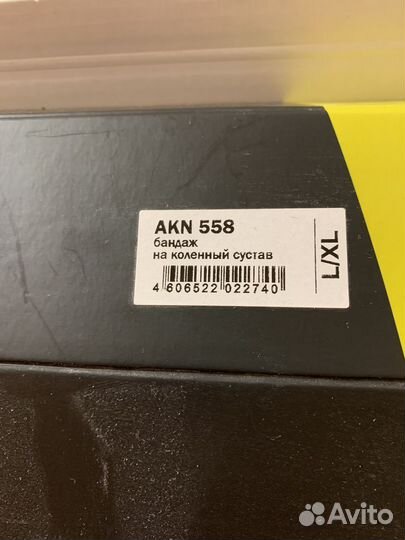 AKN 558
бандаж
на коленный сустав
4 606522 022740
L/XL
Avito